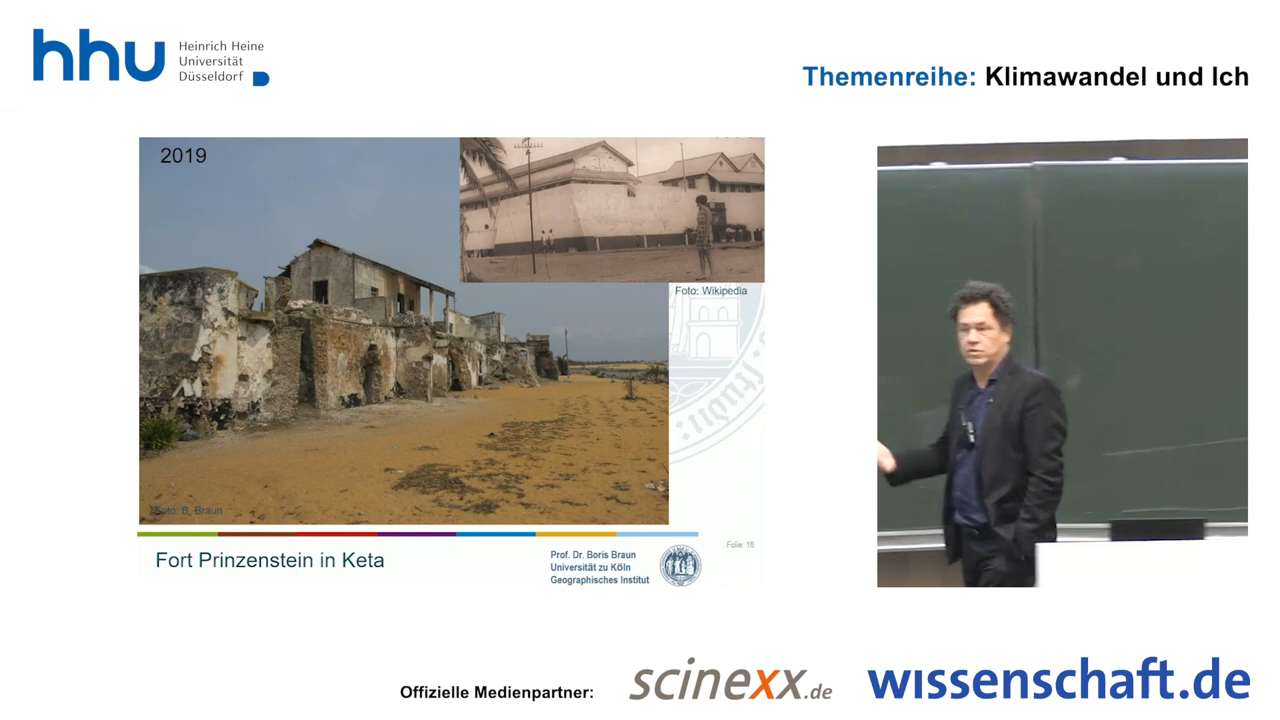 hhu
Heinrich Heine
Universität
Düsseldorf
Themenreihe: Klimawandel und Ich
2019
Foto: Wikipedia
Foto: B. Braun
Fort Prinzenstein in Keta
Prof. Dr. Boris Braun
Universität zu Köln
Geographisches Institut
Folie: 16
Offizielle Medienpartner:
scinexx.de
wissenschaft.de